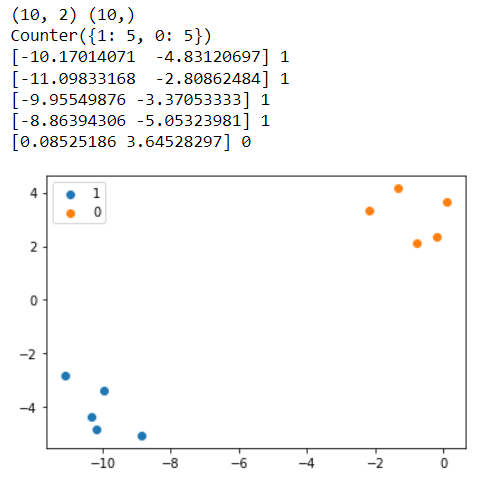 (10, 2) (10,)
Counter({1: 5, 0: 5})
[-10.17014071  -4.83120697] 1
[-11.09833168  -2.80862484] 1
[-9.95549876 -3.37053333] 1
[-8.86394306 -5.05323981] 1
[0.08525186 3.64528297] 0
1
0
4
2
0
−2
−4
−10 −8 −6 −4 −2 0